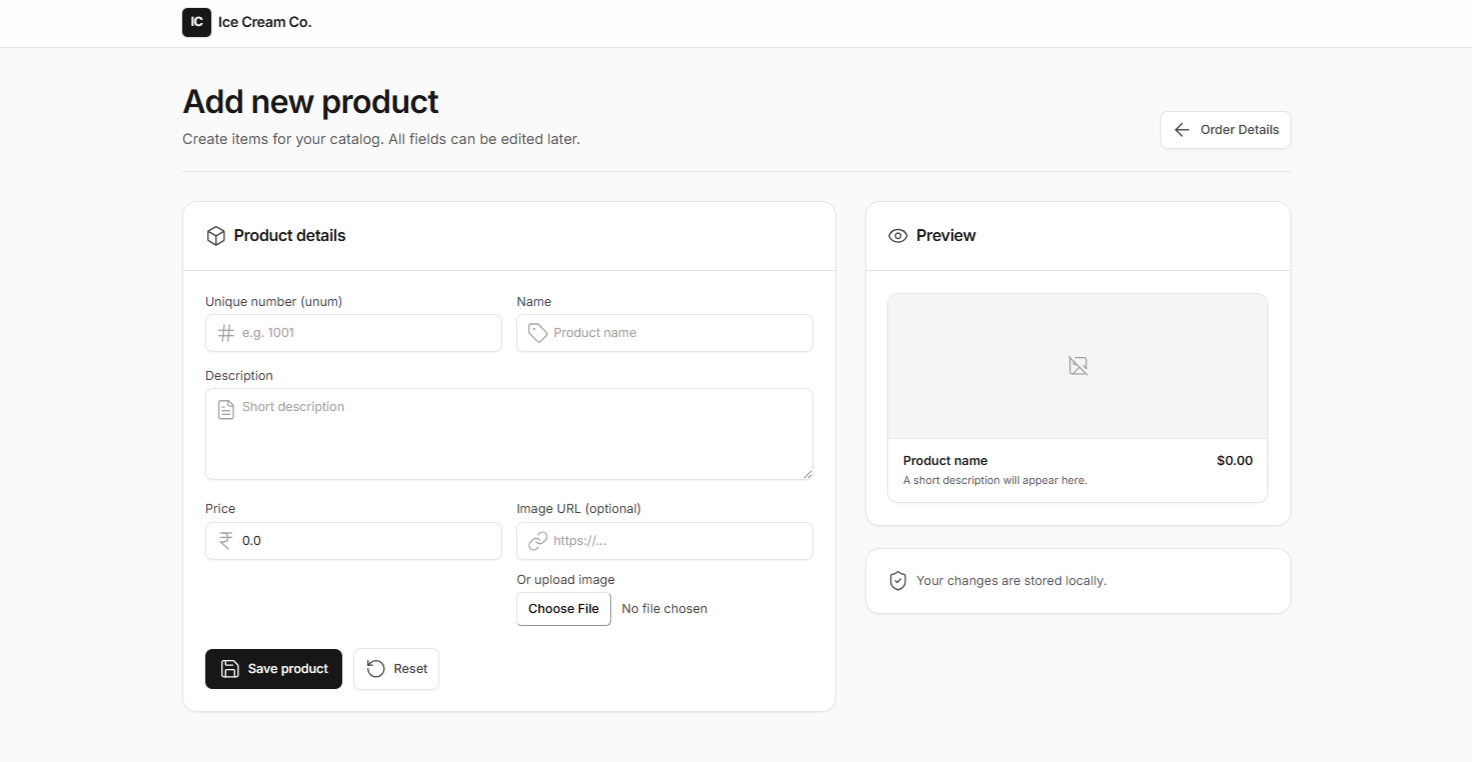 IC Ice Cream Co.
Add new product
Create items for your catalog. All fields can be edited later.
Order Details
Product details
Unique number (unum)
e.g. 1001
Name
Product name
Description
Short description
Price
₹ 0.0
Image URL (optional)
https://...
Or upload image
Choose File No file chosen
Save product
Reset
Preview
Product name $0.00
A short description will appear here.
Your changes are stored locally.